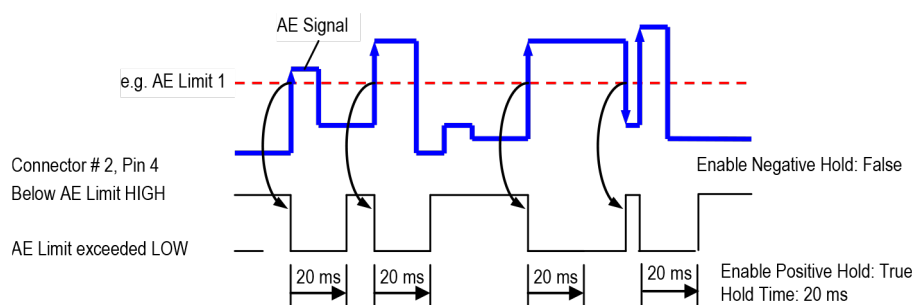 AE Signal
e.g. AE Limit 1
Connector # 2, Pin 4
Enable Negative Hold: False
Below AE Limit HIGH
AE Limit exceeded LOW
20 ms 20 ms 20 ms 20 ms
Enable Positive Hold: True
Hold Time: 20 ms